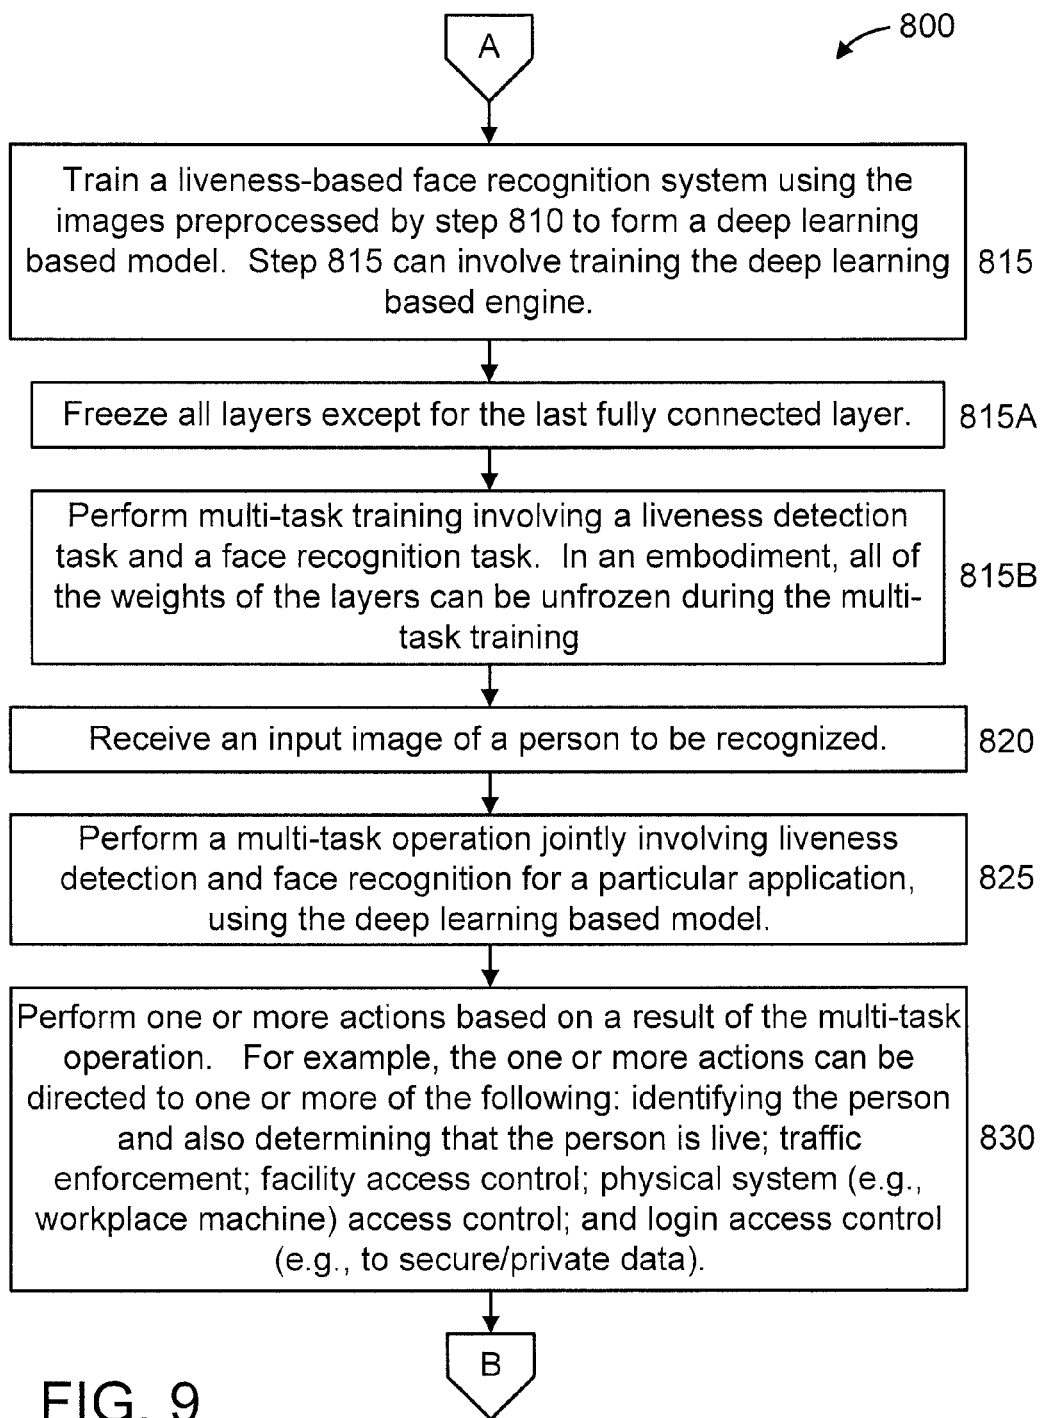 A
800
Train a liveness-based face recognition system using the
images preprocessed by step 810 to form a deep learning
based model.  Step 815 can involve training the deep learning
based engine.
815
Freeze all layers except for the last fully connected layer.
815A
Perform multi-task training involving a liveness detection
task and a face recognition task.  In an embodiment, all of
the weights of the layers can be unfrozen during the multi-
task training
815B
Receive an input image of a person to be recognized.
820
Perform a multi-task operation jointly involving liveness
detection and face recognition for a particular application,
using the deep learning based model.
825
Perform one or more actions based on a result of the multi-task
operation.   For example, the one or more actions can be
directed to one or more of the following: identifying the person
and also determining that the person is live; traffic
enforcement; facility access control; physical system (e.g.,
workplace machine) access control; and login access control
(e.g., to secure/private data).
830
B
FIG. 9